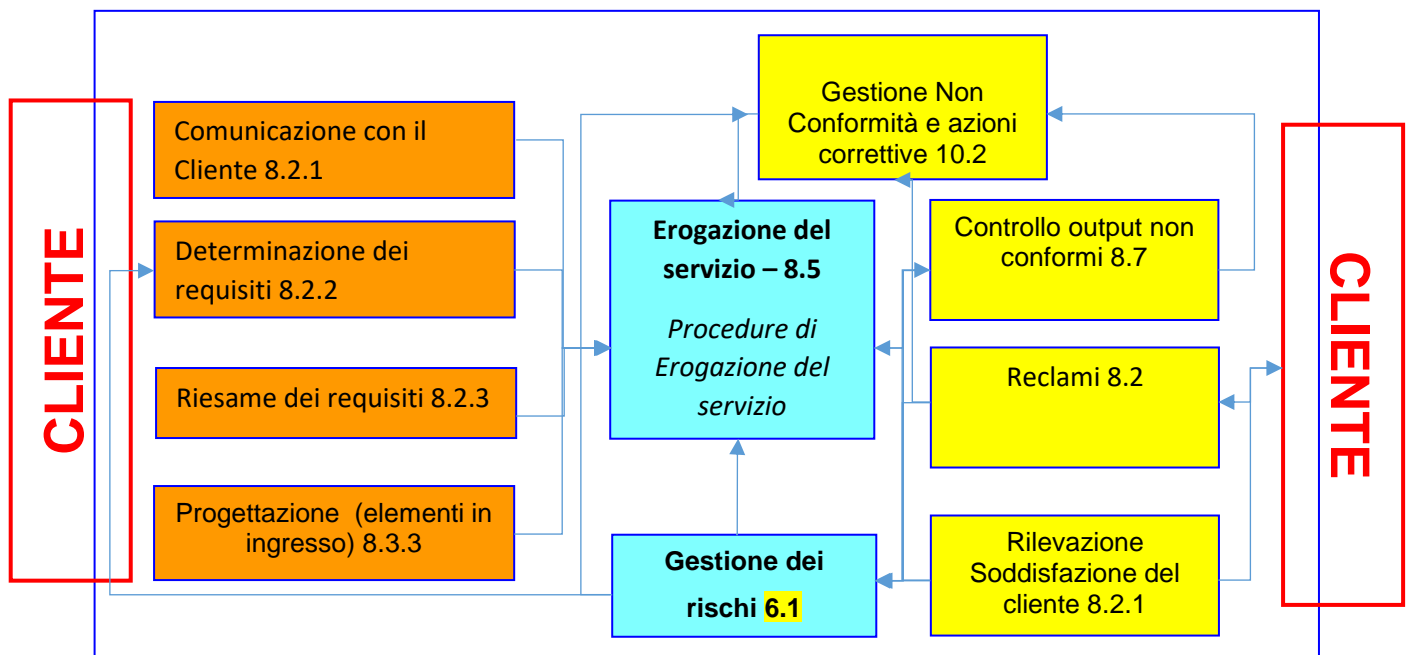 CLIENTE
Comunicazione con il
Cliente 8.2.1
Determinazione dei
requisiti 8.2.2
Riesame dei requisiti 8.2.3
Progettazione (elementi in
ingresso) 8.3.3
Erogazione del
servizio – 8.5
Procedure di
Erogazione del
servizio
Gestione dei
rischi 6.1
Gestione Non
Conformità e azioni
correttive 10.2
Controllo output non
conformi 8.7
Reclami 8.2
Rilevazione
Soddisfazione del
cliente 8.2.1
CLIENTE